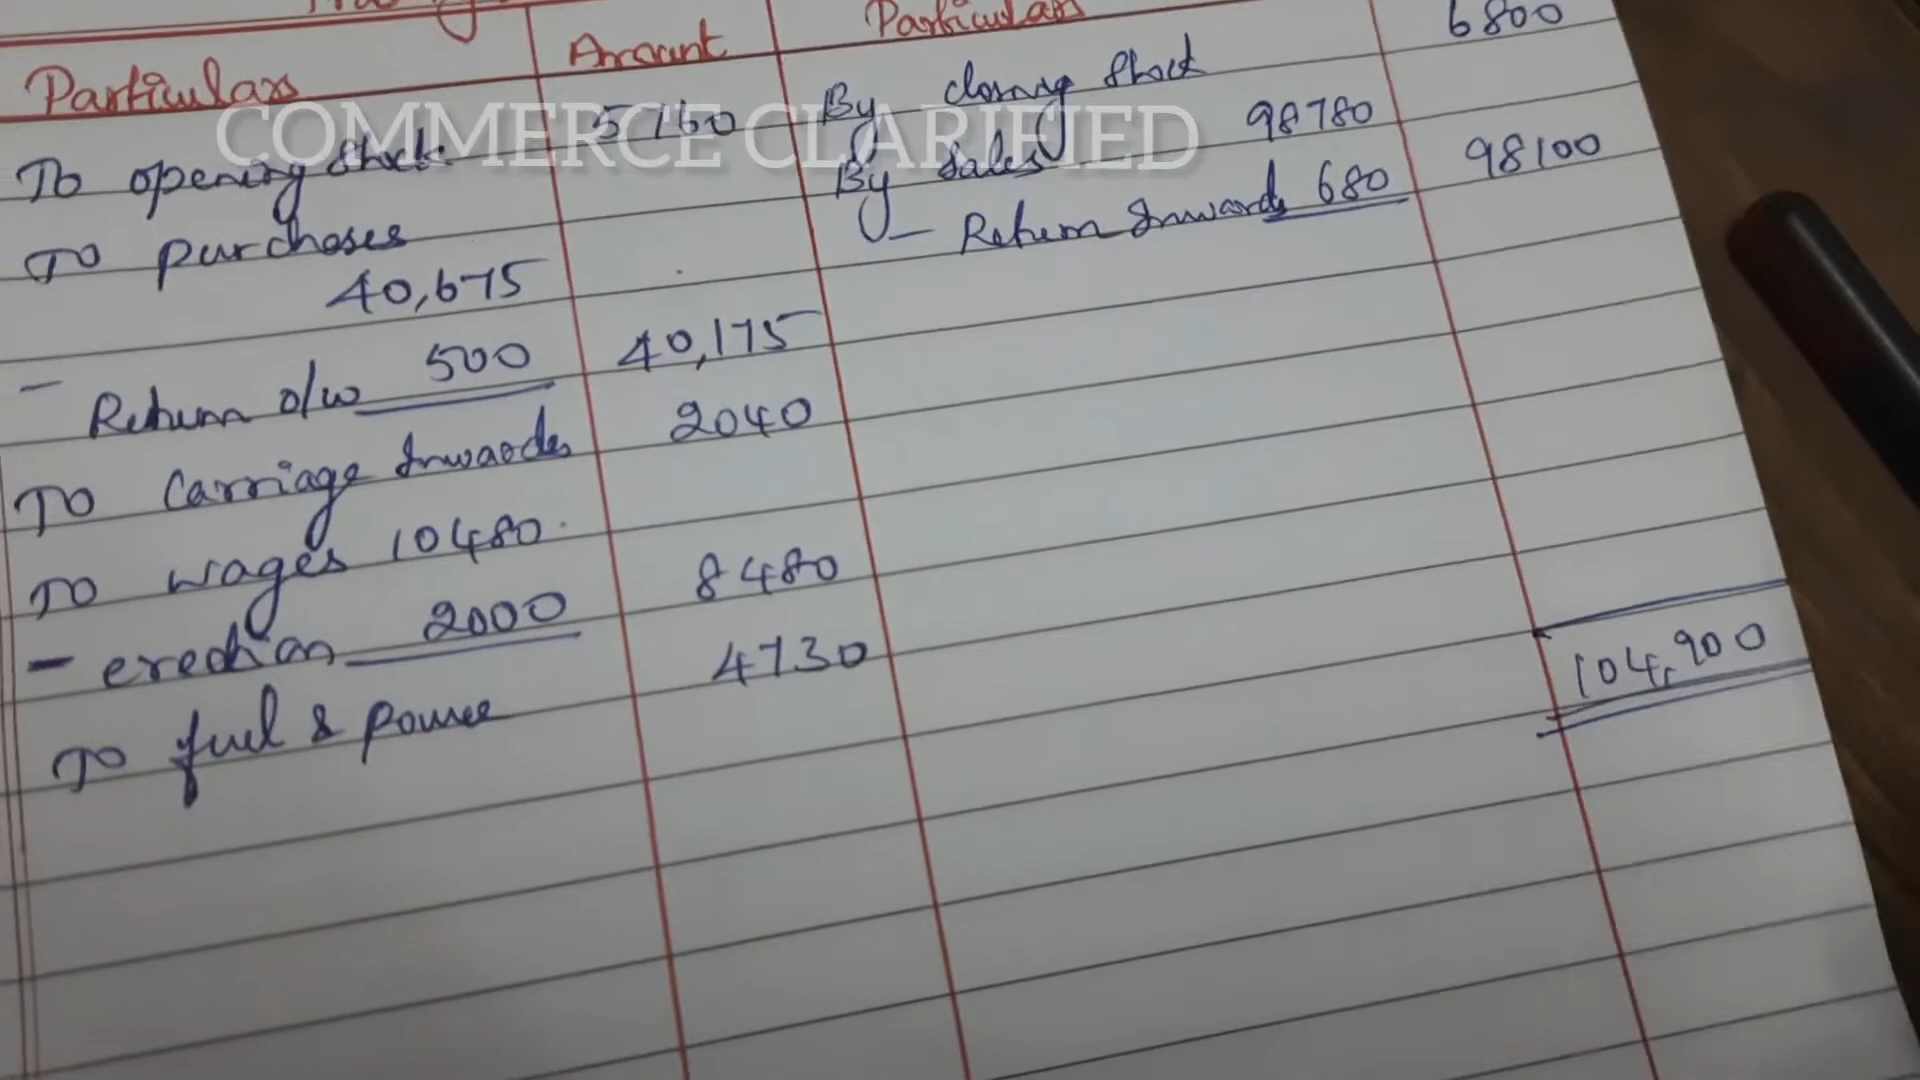 Particulars
Amount
Particulars
COMMERCE CLARIFIED
To opening stock 5760
To purchases
40,675
- Return o/w 500 40,175
To Carriage Inwards 2040
To wages 10480
- erection 2000 8480
To fuel & power 4730
By closing stock 6800
By sales 98780
- Return Inwards 680 98100
104,900